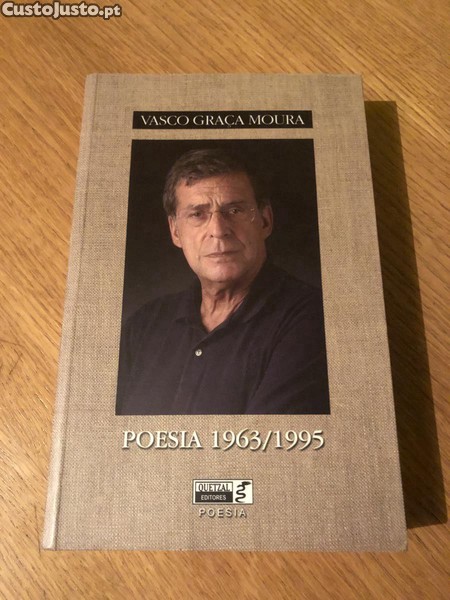 CustoJusto.pt
VASCO GRAÇA MOURA
POESIA 1963/1995
QUETZAL
EDITORES
POESIA